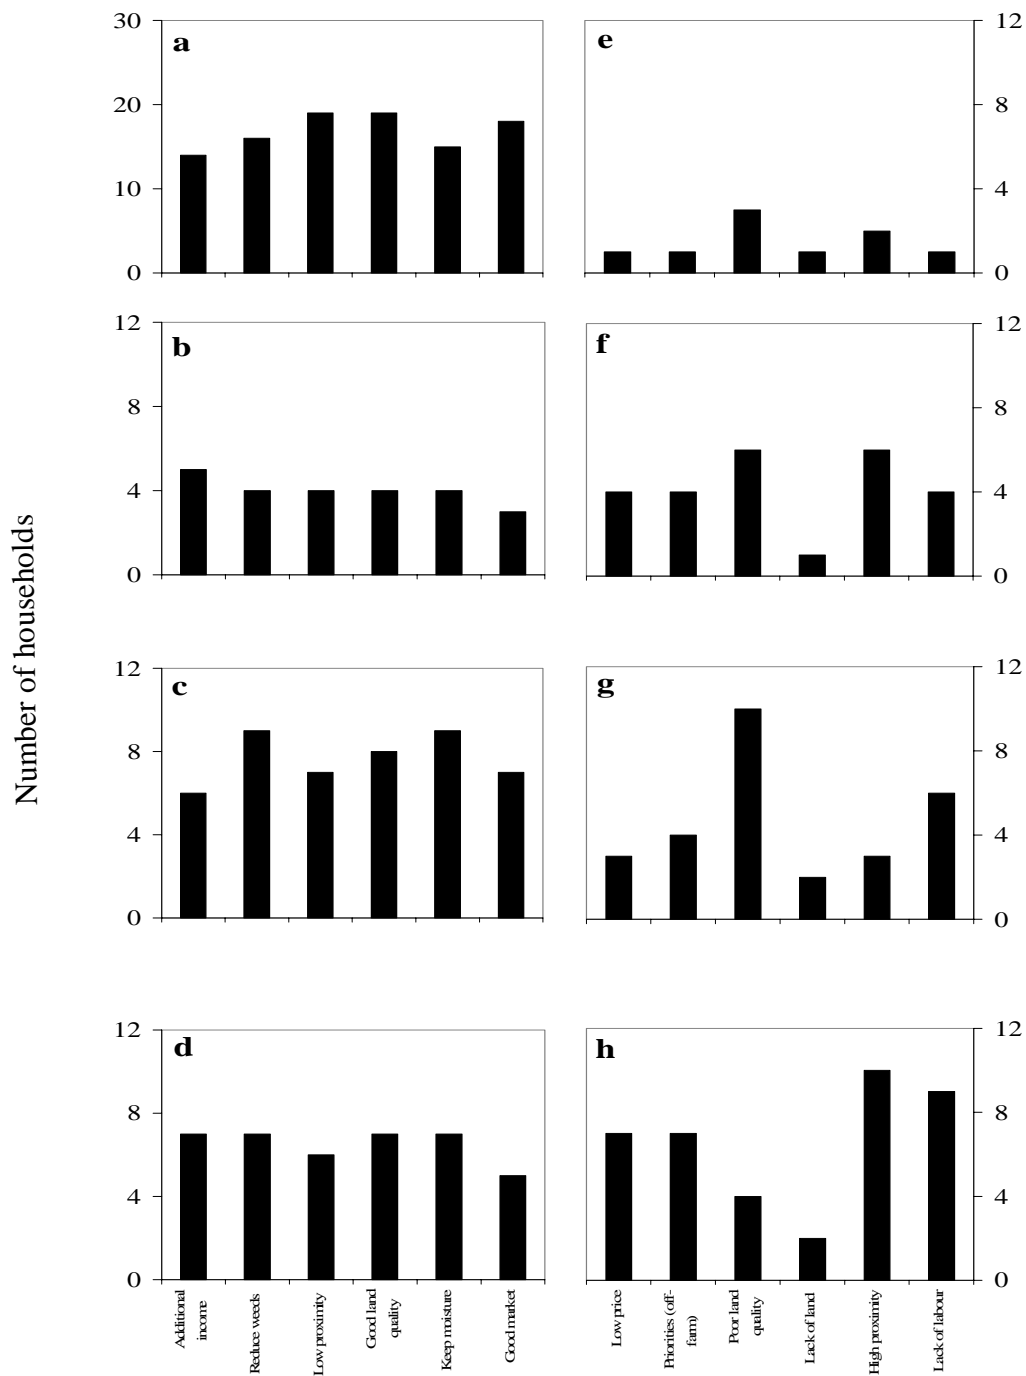 Number of households
a
30
20
10
0
e
12
8
4
0
b
12
8
4
0
f
12
8
4
0
c
12
8
4
0
g
12
8
4
0
d
12
8
4
0
h
12
8
4
0
Additional
income
Reduce weeds
Low proximity
Good land
quality
Keep moisture
Good market
Low price
Priorities (off-
farm)
Poor land
quality
Lack of land
High proximity
Lack of labour